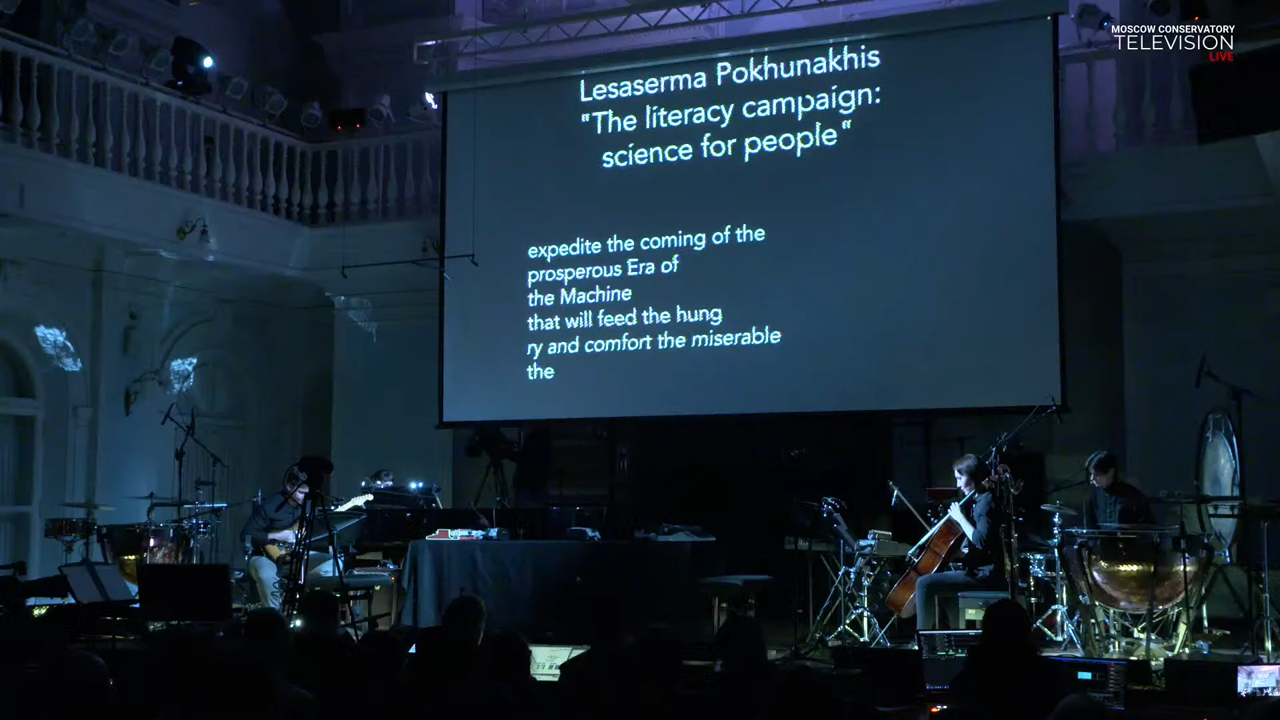 MOSCOW CONSERVATORY
TELEVISION
LIVE
Lesaserma Pokhunakhis
"The literacy campaign:
science for people"
expedite the coming of the
prosperous Era of
the Machine
that will feed the hung
ry and comfort the miserable
the